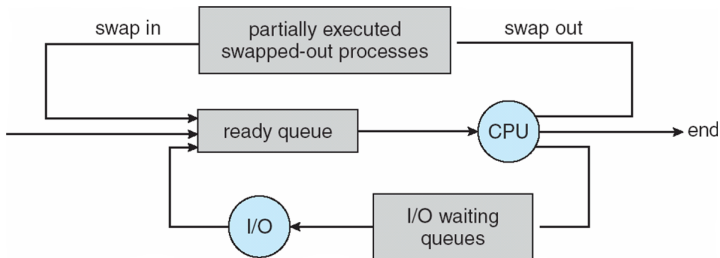 swap in
partially executed
swapped-out processes
swap out
ready queue
CPU
end
I/O
I/O waiting
queues